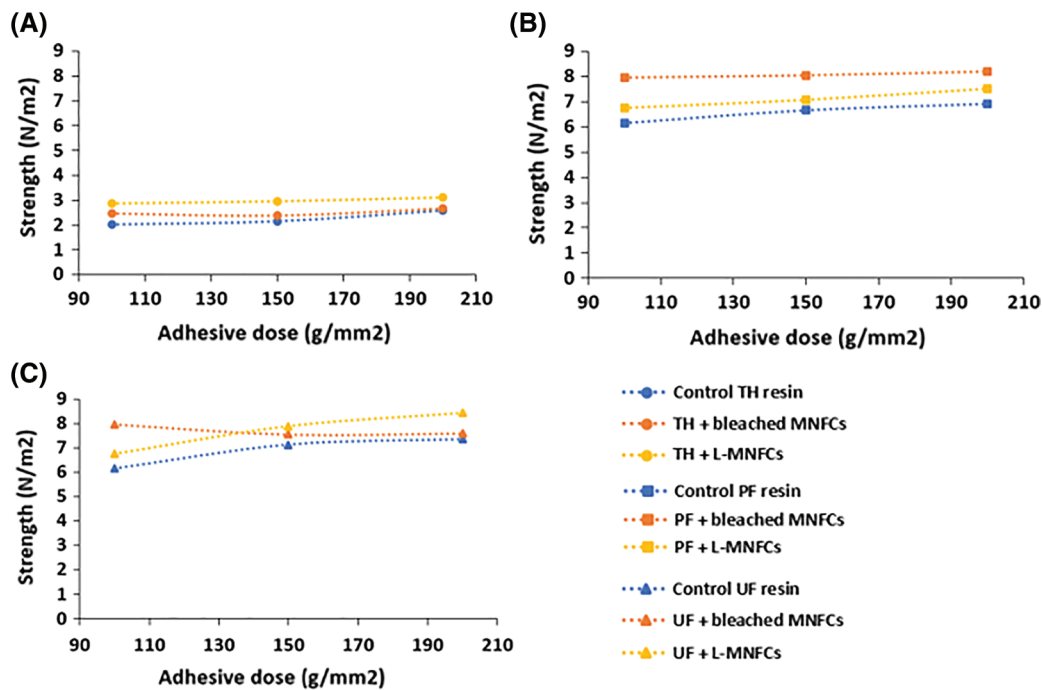 (A)
9
8
7
6
5
4
3
2
1
0
Strength (N/m2)
90 110 130 150 170 190 210
Adhesive dose (g/mm2)
(B)
9
8
7
6
5
4
3
2
1
0
Strength (N/m2)
90 110 130 150 170 190 210
Adhesive dose (g/mm2)
(C)
9
8
7
6
5
4
3
2
1
0
Strength (N/m2)
90 110 130 150 170 190 210
Adhesive dose (g/mm2)
Control TH resin
TH + bleached MNFCs
TH + L-MNFCs
Control PF resin
PF + bleached MNFCs
PF + L-MNFCs
Control UF resin
UF + bleached MNFCs
UF + L-MNFCs